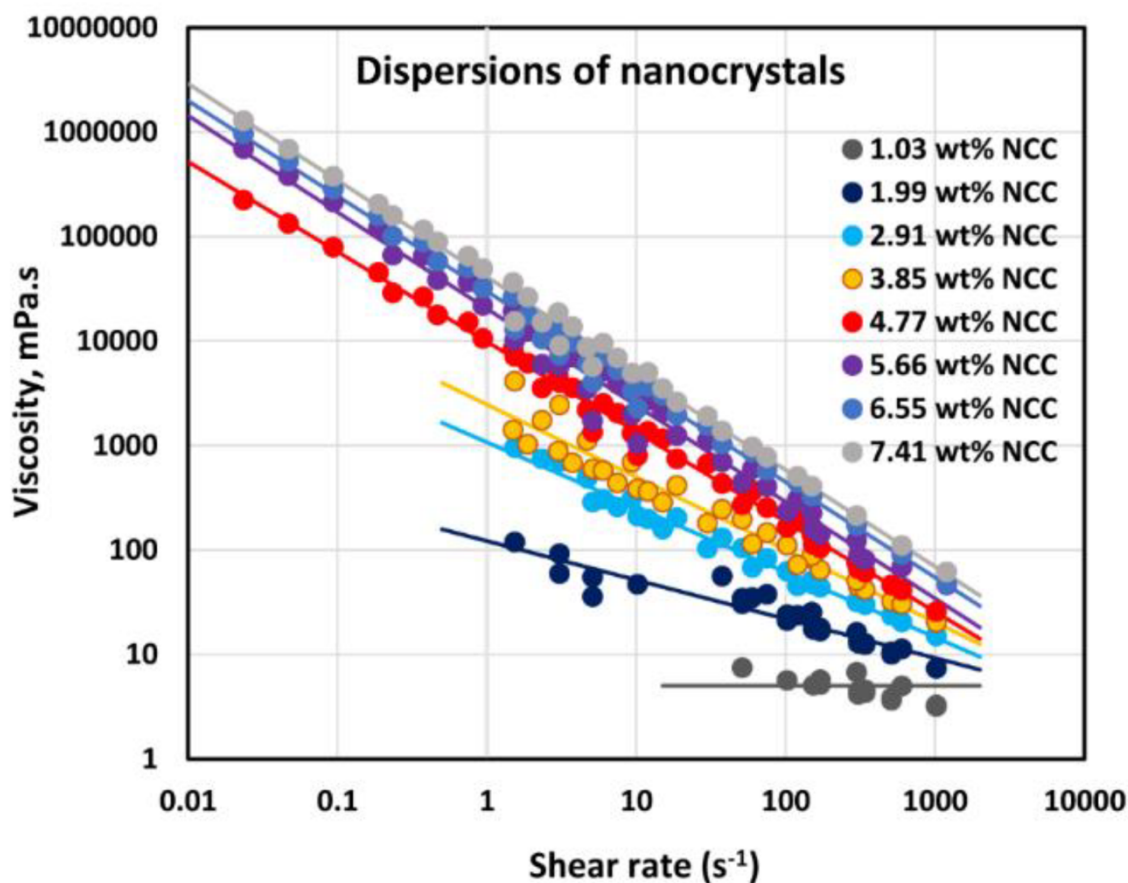 Dispersions of nanocrystals
10000000
1000000
100000
10000
1000
100
10
1
Viscosity, mPa.s
1.03 wt% NCC
1.99 wt% NCC
2.91 wt% NCC
3.85 wt% NCC
4.77 wt% NCC
5.66 wt% NCC
6.55 wt% NCC
7.41 wt% NCC
0.01 0.1 1 10 100 1000 10000
Shear rate (s⁻¹)